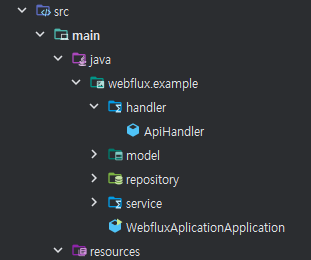 src
main
java
webflux.example
handler
ApiHandler
model
repository
service
WebfluxAplicationApplication
resources